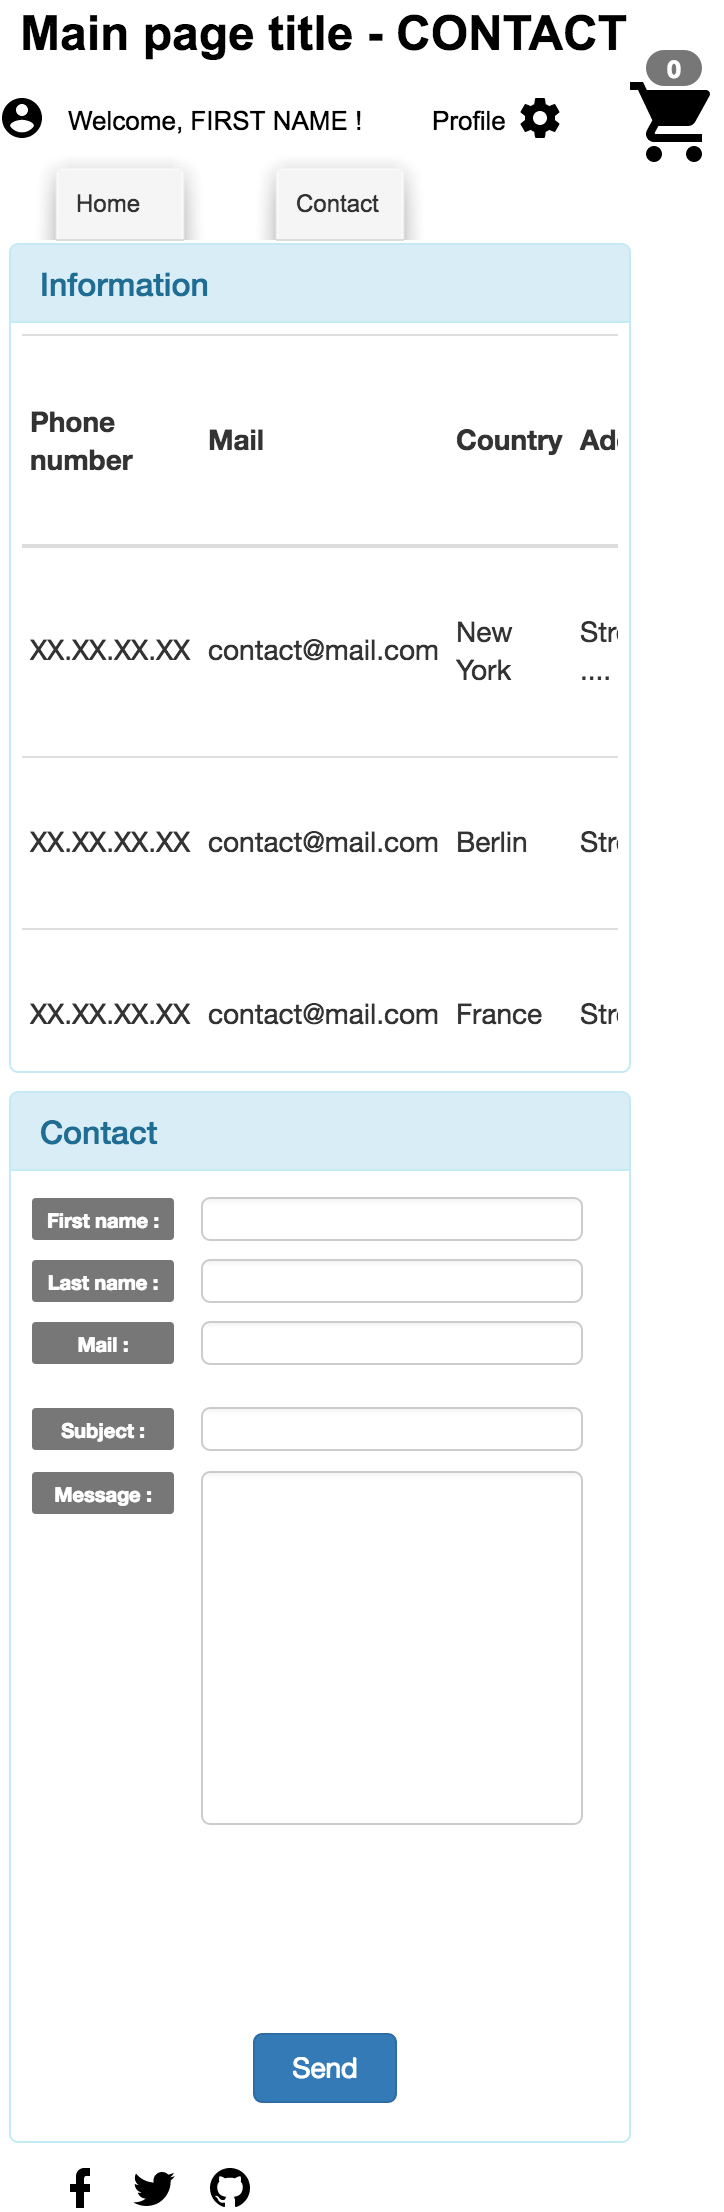 Main page title - CONTACT
0
Welcome, FIRST NAME !
Profile
Home
Contact
Information
Phone number
Mail
Country
Ad
XX.XX.XX.XX
contact@mail.com
New York
Str
....
XX.XX.XX.XX
contact@mail.com
Berlin
Str
XX.XX.XX.XX
contact@mail.com
France
Str
Contact
First name :
Last name :
Mail :
Subject :
Message :
Send